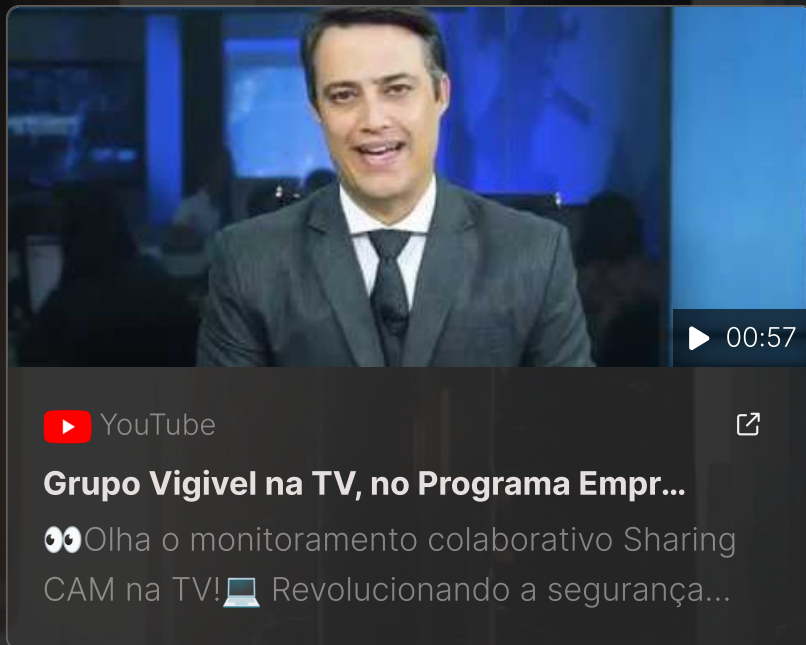 00:57
YouTube
Grupo Vigivel na TV, no Programa Empr...
👀Olha o monitoramento colaborativo Sharing
CAM na TV!💻 Revolucionando a segurança...